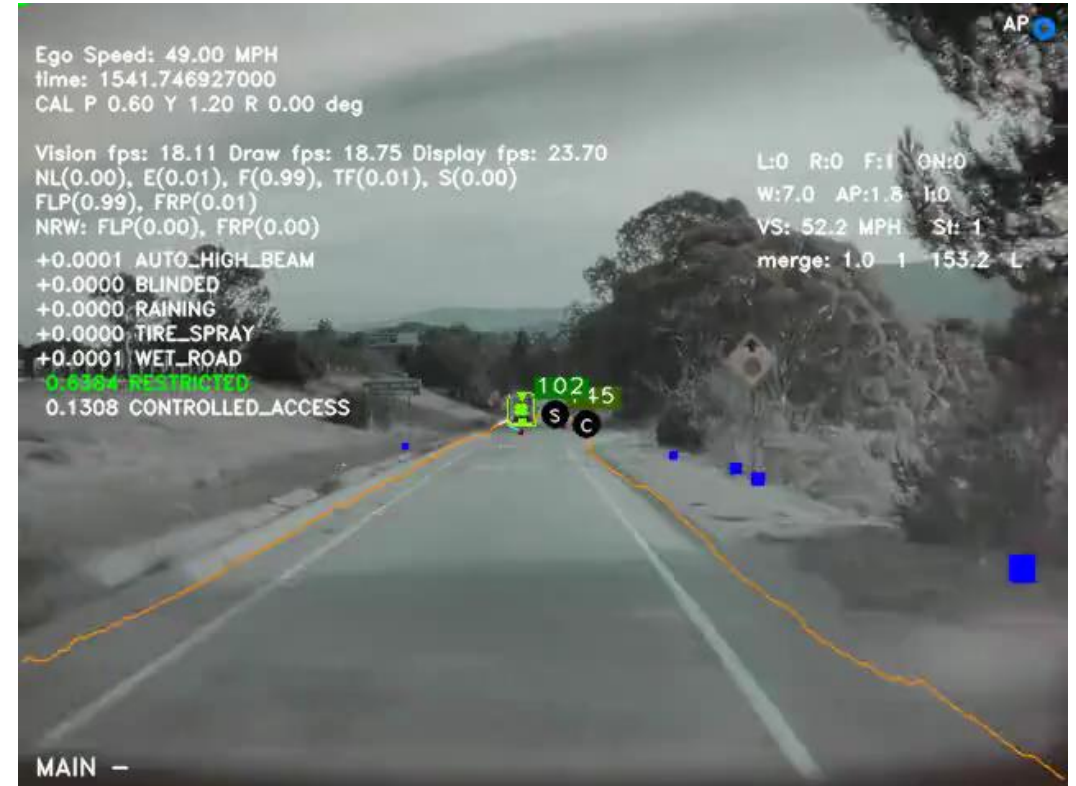 AP
Ego Speed: 49.00 MPH
time: 1541.746927000
CAL P 0.60 Y 1.20 R 0.00 deg
Vision fps: 18.11 Draw fps: 18.75 Display fps: 23.70
NL(0.00), E(0.01), F(0.99), TF(0.01), S(0.00)
FLP(0.99), FRP(0.01)
NRW: FLP(0.00), FRP(0.00)
L:0 R:0 F:1 ON:0
W:7.0 AP:1.8 I:0
VS: 52.2 MPH St: 1
merge: 1.0 1 153.2 L
+0.0001 AUTO_HIGH_BEAM
+0.0000 BLINDED
+0.0000 RAINING
+0.0000 TIRE_SPRAY
+0.0001 WET_ROAD
0.6384 RESTRICTED
0.1308 CONTROLLED_ACCESS
102
S
C
MAIN -